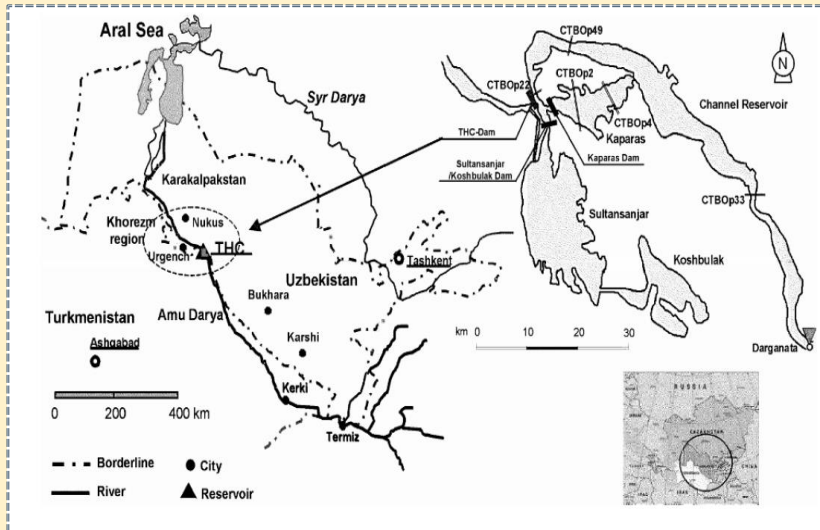 Aral Sea
Syr Darya
Karakalpakstan
Khorezm
region
Nukus
THC
Urgench
Tashkent
Uzbekistan
Bukhara
Turkmenistan
Amu Darya
Ashgabad
Karshi
0 200 400 km
Kerki
Termiz
Borderline
City
River
Reservoir
CTBOp49
N
CTBOp22
CTBOp2
Channel Reservoir
THC-Dam
CTBOp4
Kaparas
Kaparas Dam
Sultansanjar
/Koshbulak Dam
CTBOp33
Sultansanjar
Koshbulak
km 0 10 20 30
Darganata
RUSSIA
KAZAKHSTAN
CHINA
IRAN